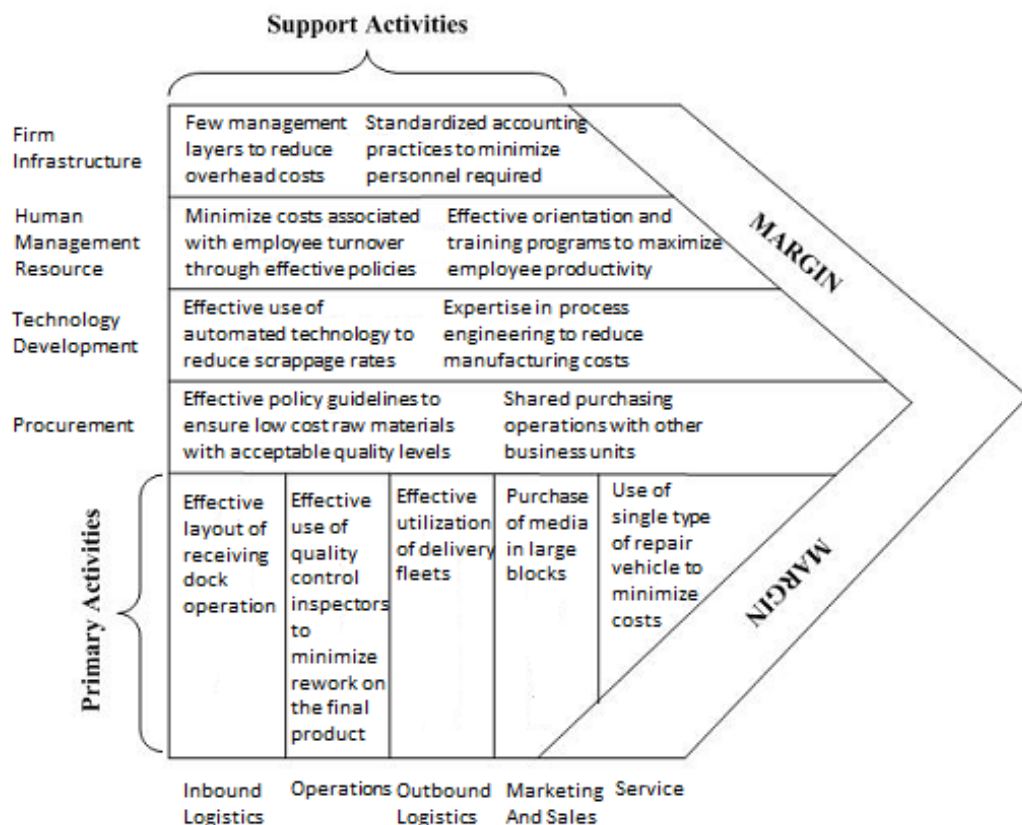 Support Activities
Firm
Infrastructure
Few management
layers to reduce
overhead costs
Standardized accounting
practices to minimize
personnel required
Human
Management
Resource
Minimize costs associated
with employee turnover
through effective policies
Effective orientation and
training programs to maximize
employee productivity
Technology
Development
Effective use of
automated technology to
reduce scrappage rates
Expertise in process
engineering to reduce
manufacturing costs
Procurement
Effective policy guidelines to
ensure low cost raw materials
with acceptable quality levels
Shared purchasing
operations with other
business units
MARGIN
Primary Activities
Effective
layout of
receiving
dock
operation
Effective
use of
quality
control
inspectors
to
minimize
rework on
the final
product
Effective
utilization
of delivery
fleets
Purchase
of media
in large
blocks
Use of
single type
of repair
vehicle to
minimize
costs
MARGIN
Inbound
Logistics
Operations
Outbound
Logistics
Marketing
And Sales
Service